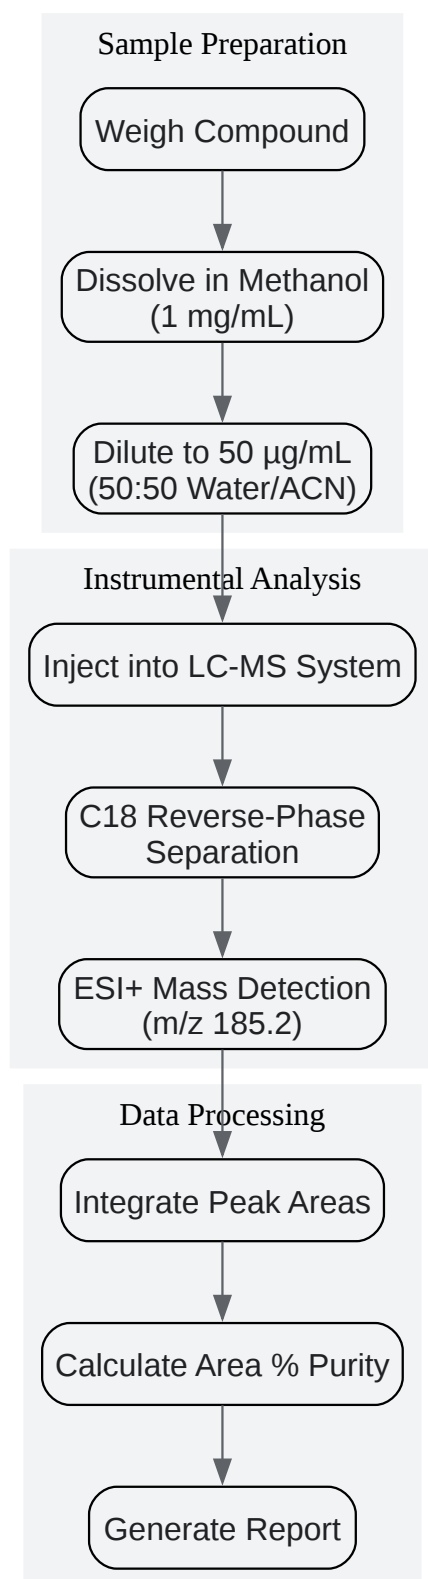 Sample Preparation
Weigh Compound
Dissolve in Methanol
(1 mg/mL)
Dilute to 50 µg/mL
(50:50 Water/ACN)
Instrumental Analysis
Inject into LC-MS System
C18 Reverse-Phase
Separation
ESI+ Mass Detection
(m/z 185.2)
Data Processing
Integrate Peak Areas
Calculate Area % Purity
Generate Report